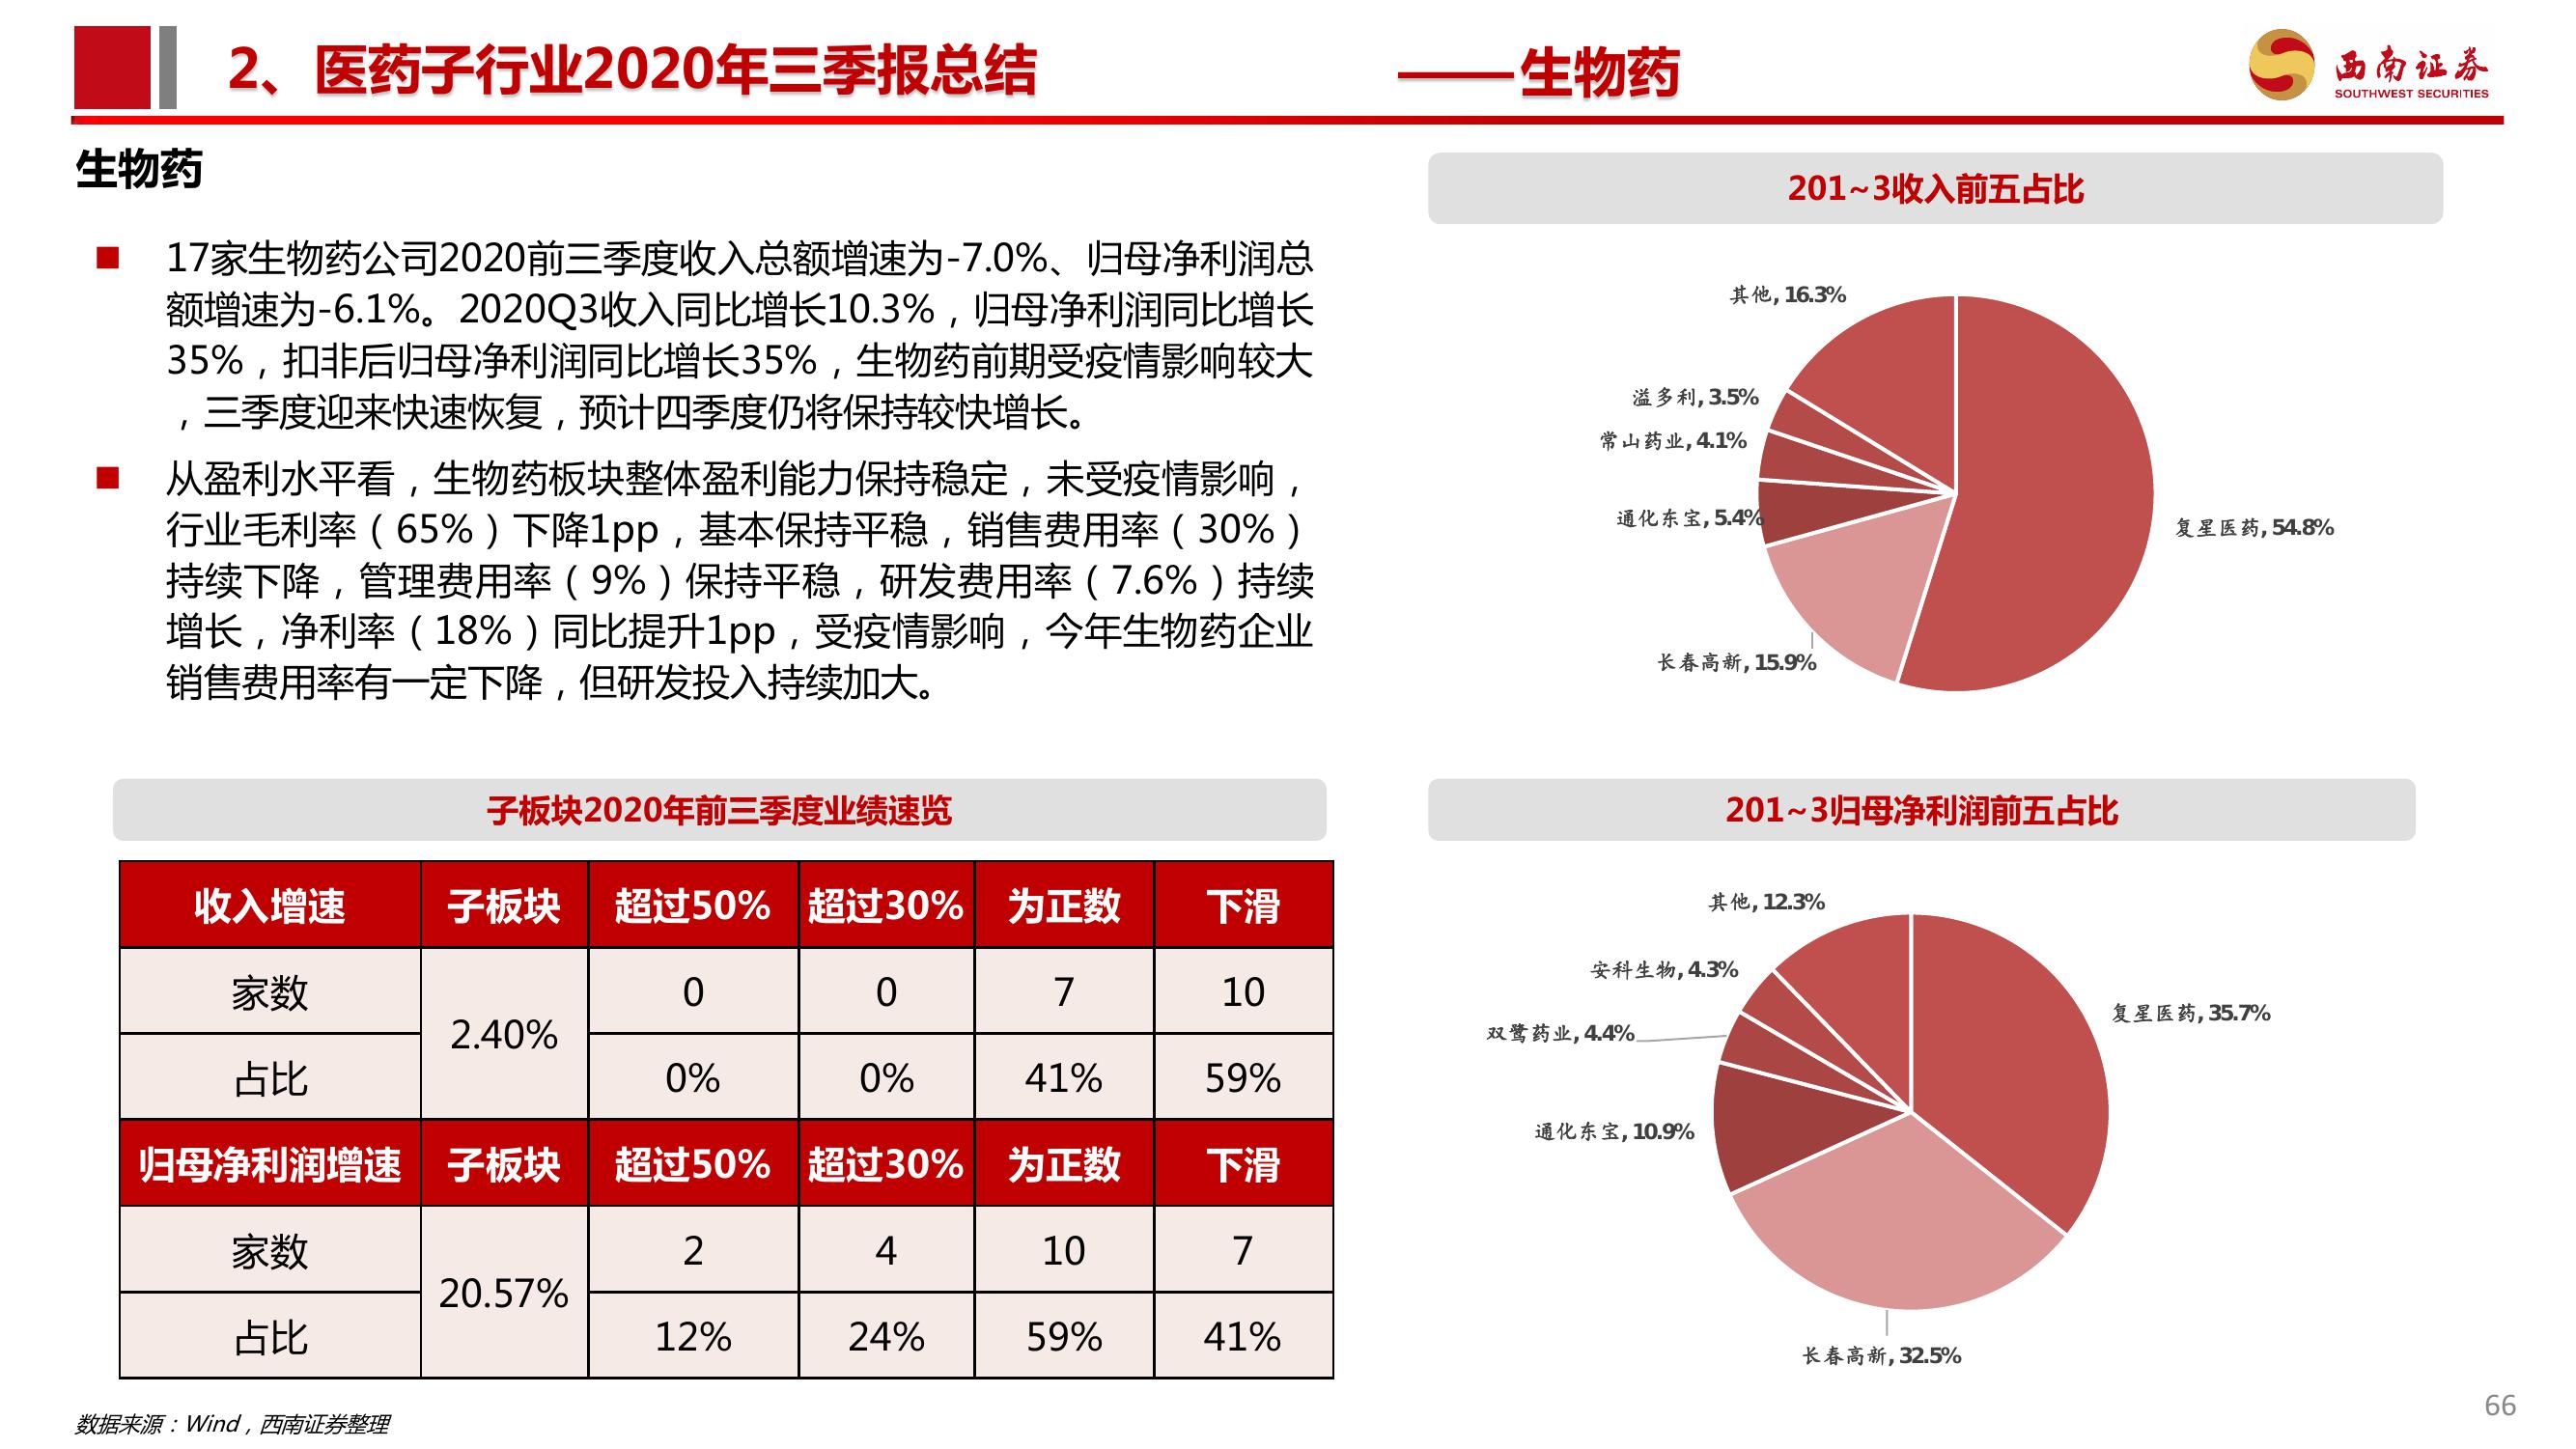 2、医药子行业2020年三季报总结
——生物药
西南证券
SOUTHWEST SECURITIES
生物药
17家生物药公司2020前三季度收入总额增速为-7.0%、归母净利润总
额增速为-6.1%。2020Q3收入同比增长10.3%，归母净利润同比增长
35%，扣非后归母净利润同比增长35%，生物药前期受疫情影响较大
，三季度迎来快速恢复，预计四季度仍将保持较快增长。
从盈利水平看，生物药板块整体盈利能力保持稳定，未受疫情影响，
行业毛利率（65%）下降1pp，基本保持平稳，销售费用率（30%）
持续下降，管理费用率（9%）保持平稳，研发费用率（7.6%）持续
增长，净利率（18%）同比提升1pp，受疫情影响，今年生物药企业
销售费用率有一定下降，但研发投入持续加大。
201~3收入前五占比
其他, 16.3%
溢多利, 3.5%
常山药业, 4.1%
通化东宝, 5.4%
复星医药, 54.8%
长春高新, 15.9%
子板块2020年前三季度业绩速览
收入增速 子板块 超过50% 超过30% 为正数 下滑
家数 2.40% 0 0 7 10
占比 0% 0% 41% 59%
归母净利润增速 子板块 超过50% 超过30% 为正数 下滑
家数 20.57% 2 4 10 7
占比 12% 24% 59% 41%
201~3归母净利润前五占比
其他, 12.3%
安科生物, 4.3%
复星医药, 35.7%
双鹭药业, 4.4%
通化东宝, 10.9%
长春高新, 32.5%
数据来源：Wind，西南证券整理
66